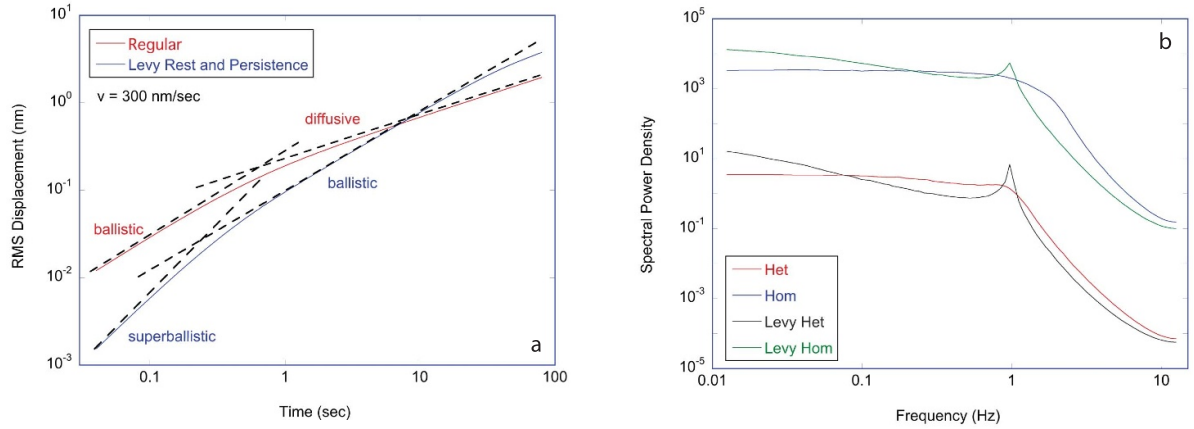 10^1
10^0
10^-1
10^-2
10^-3
RMS Displacement (nm)
Regular
Levy Rest and Persistence
v = 300 nm/sec
diffusive
ballistic
ballistic
superballistic
a
0.1
1
10
100
Time (sec)
10^5
10^3
10^1
10^-1
10^-3
10^-5
Spectral Power Density
b
Het
Hom
Levy Het
Levy Hom
0.01
0.1
1
10
Frequency (Hz)